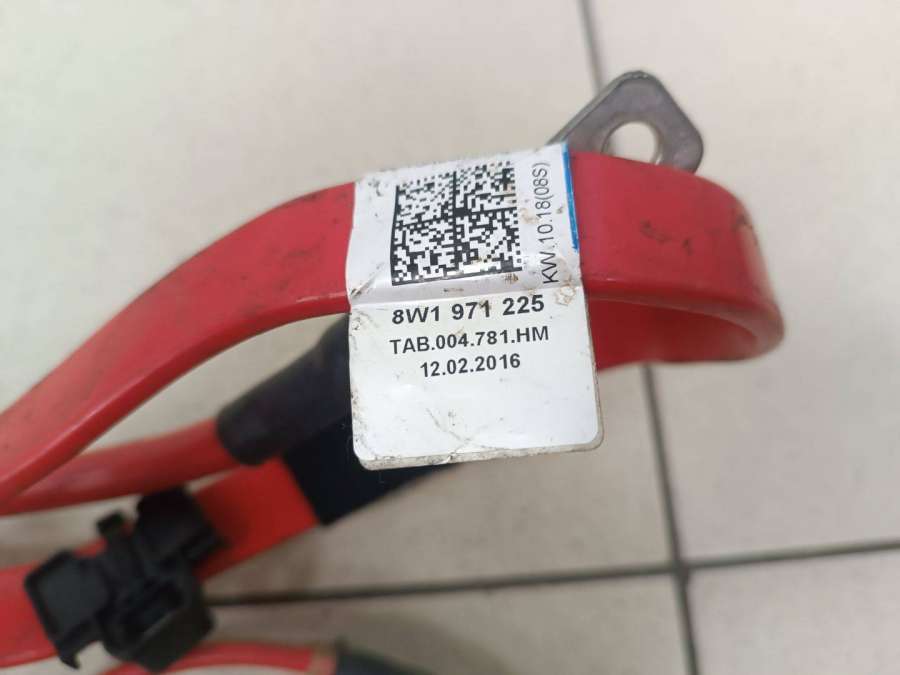 KW.10.18(08S)
8W1 971 225
TAB.004.781.HM
12.02.2016